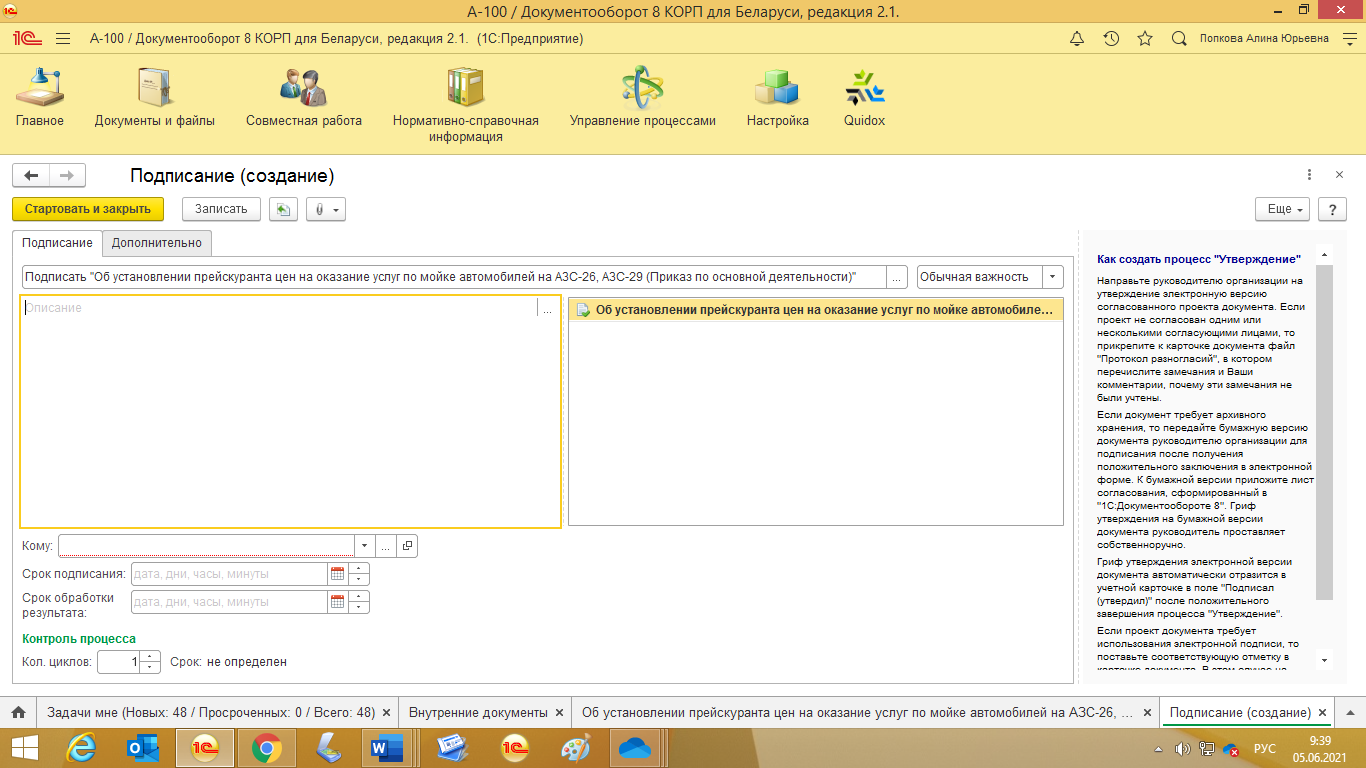 А-100 / Документооборот 8 КОРП для Беларуси, редакция 2.1.
1С А-100 / Документооборот 8 КОРП для Беларуси, редакция 2.1. (1С:Предприятие) Попкова Алина Юрьевна
Главное Документы и файлы Совместная работа Нормативно-справочная информация Управление процессами Настройка Quidox
Подписание (создание)
Стартовать и закрыть Записать Еще ?
Подписание Дополнительно
Подписать "Об установлении прейскуранта цен на оказание услуг по мойке автомобилей на АЗС-26, АЗС-29 (Приказ по основной деятельности)" ... Обычная важность
Описание ...
Об установлении прейскуранта цен на оказание услуг по мойке автомобиле...
Кому: ...
Срок подписания: дата, дни, часы, минуты
Срок обработки
результата: дата, дни, часы, минуты
Контроль процесса
Кол. циклов: 1 Срок: не определен
Как создать процесс "Утверждение"
Направьте руководителю организации на
утверждение электронную версию
согласованного проекта документа. Если
проект не согласован одним или
несколькими согласующими лицами, то
прикрепите к карточке документа файл
"Протокол разногласий", в котором
перечислите замечания и Ваши
комментарии, почему эти замечания не
были учтены.
Если документ требует архивного
хранения, то передайте бумажную версию
документа руководителю организации для
подписания после получения
положительного заключения в электронной
форме. К бумажной версии приложите лист
согласования, сформированный в
"1С:Документообороте 8". Гриф
утверждения на бумажной версии
документа руководитель проставляет
собственноручно.
Гриф утверждения электронной версии
документа автоматически отразится в
учетной карточке в поле "Подписал
(утвердил)" после положительного
завершения процесса "Утверждение".
Если проект документа требует
использования электронной подписи, то
поставьте соответствующую отметку в
карточке документа. В этом случае не
Задачи мне (Новых: 48 / Просроченных: 0 / Всего: 48) Внутренние документы Об установлении прейскуранта цен на оказание услуг по мойке автомобилей на АЗС-26, ... Подписание (создание)
РУС 9:39
05.06.2021